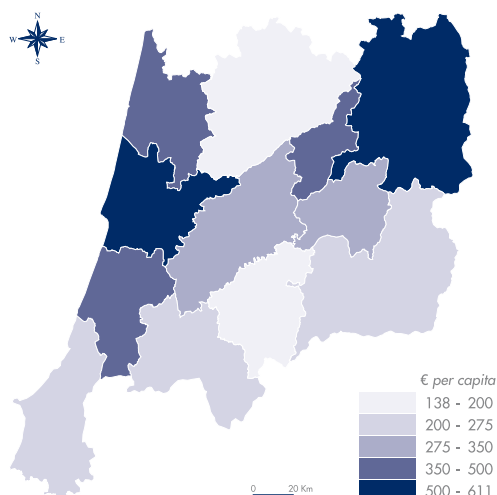 N
W E
S
€ per capita
138 - 200
200 - 275
275 - 350
350 - 500
500 - 611
0 20 Km